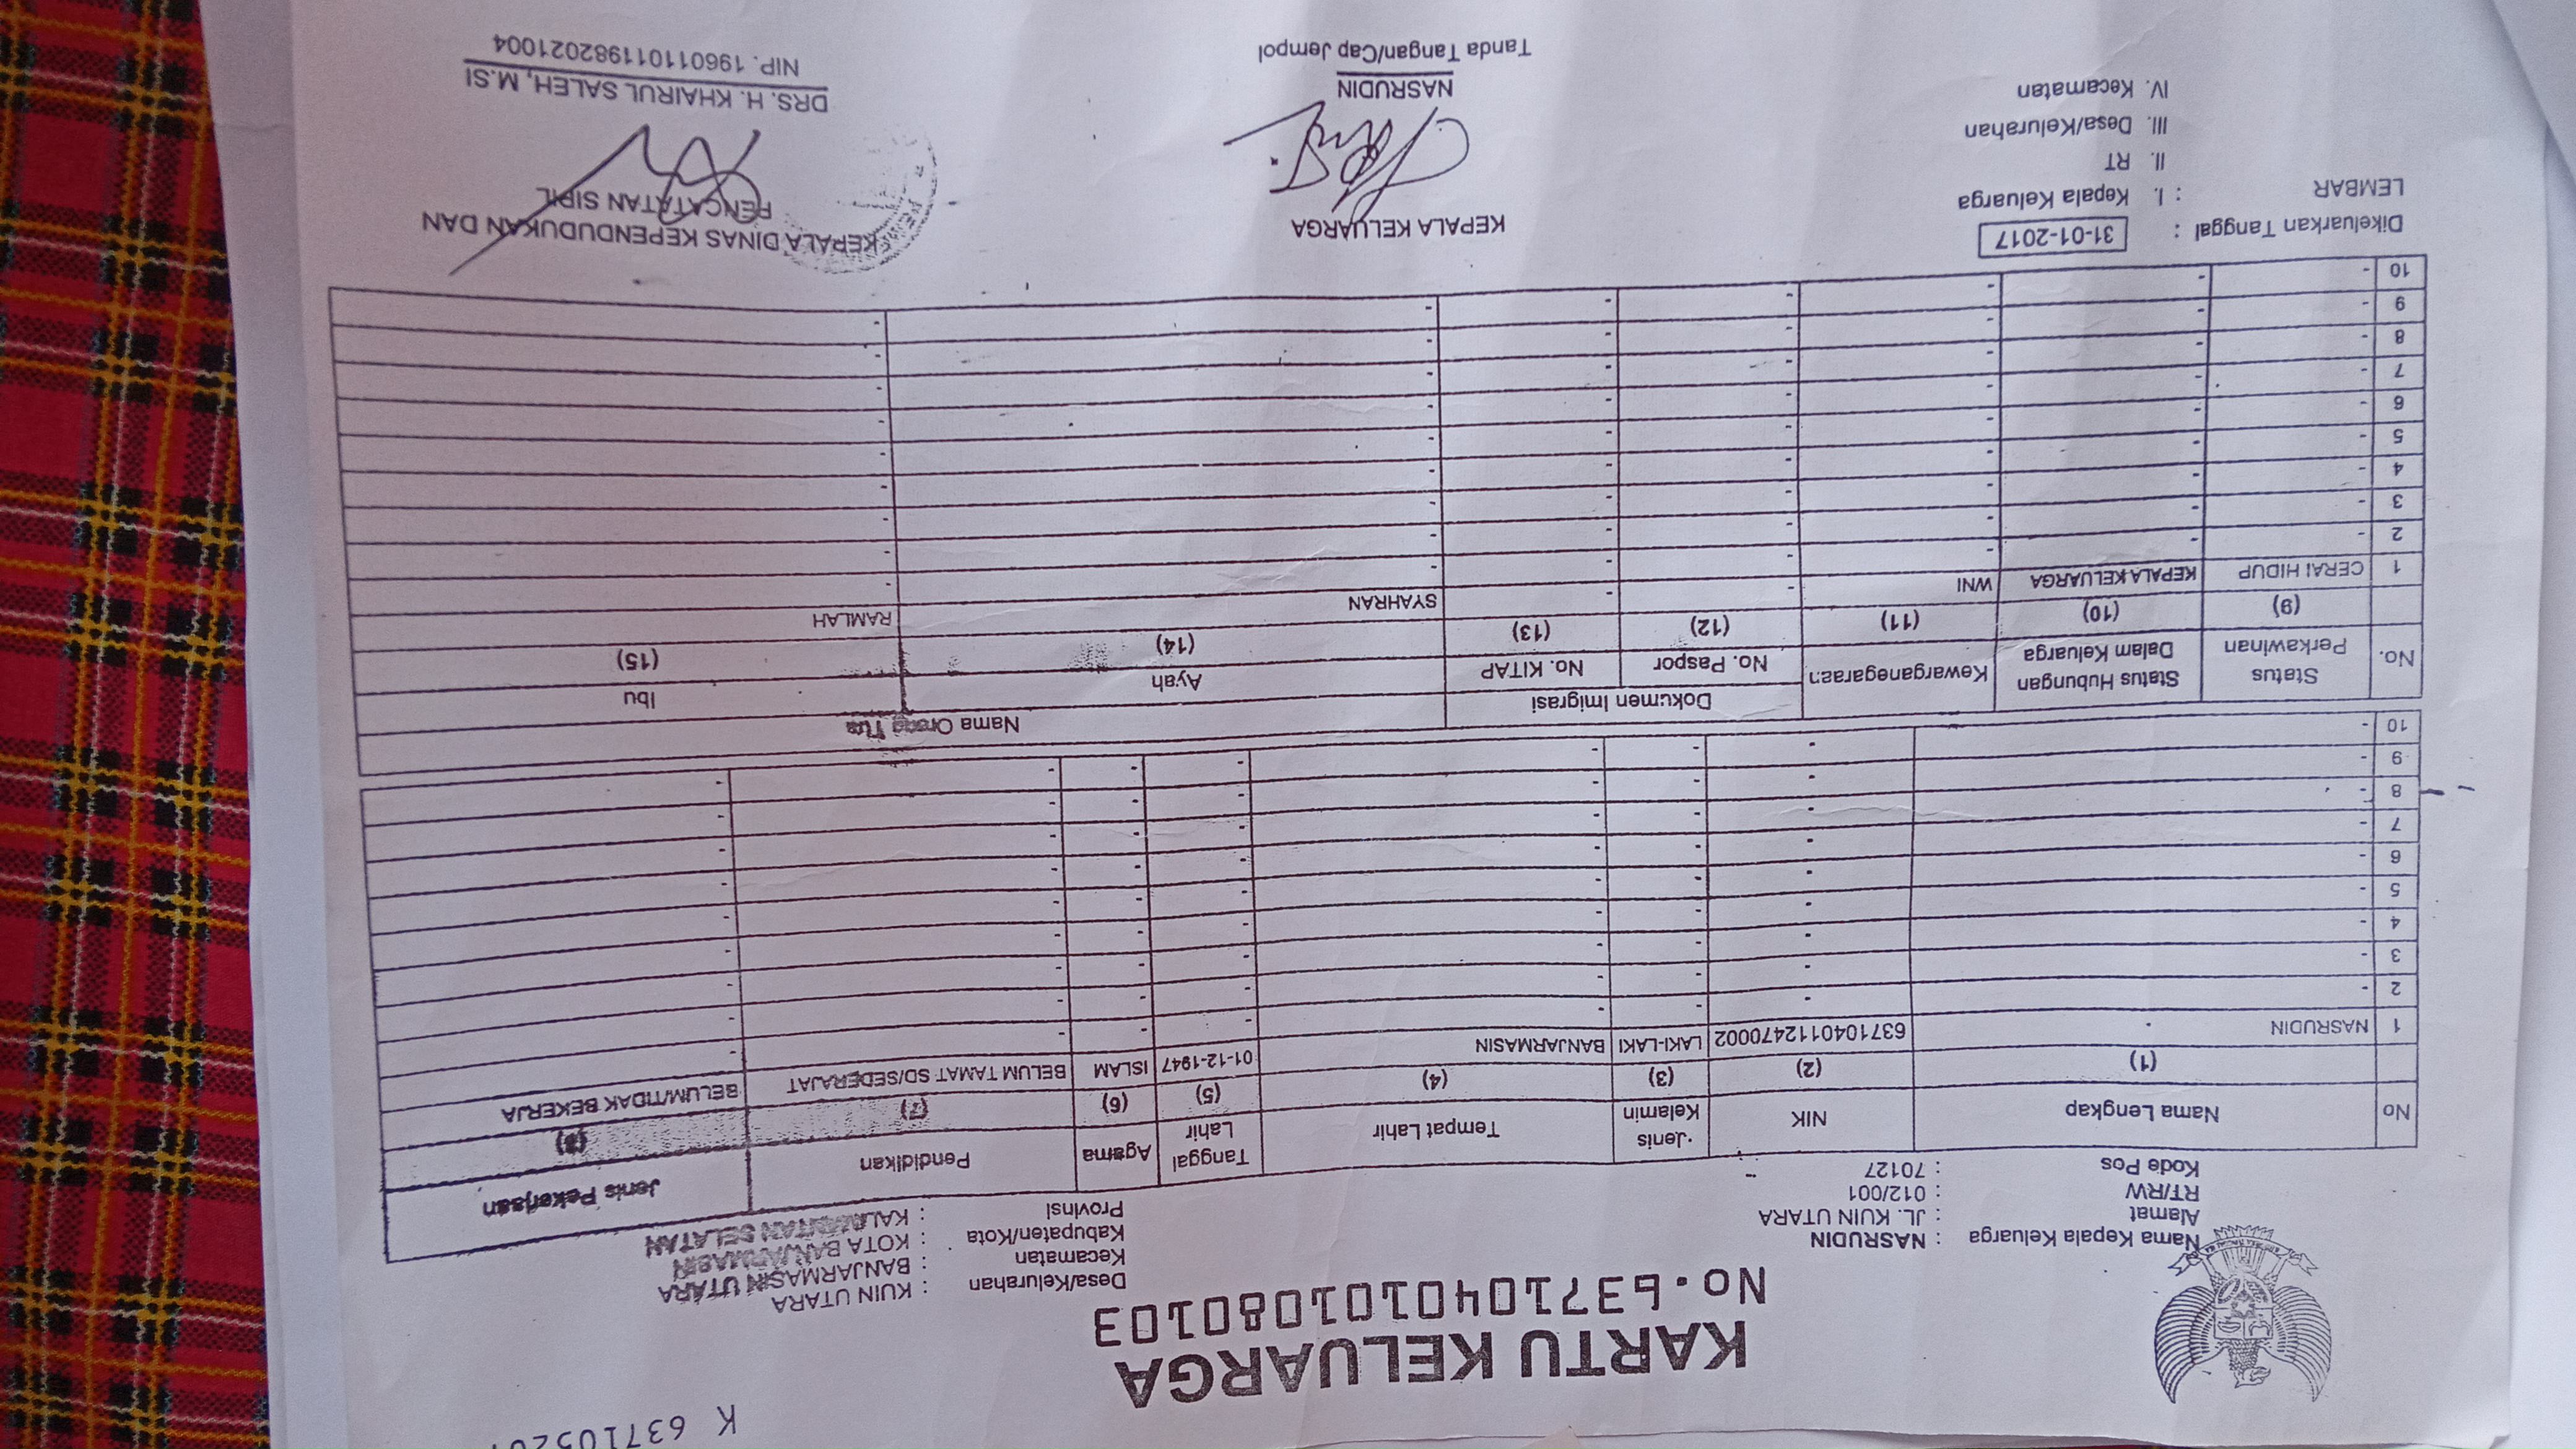 K 637105201
KARTU KELUARGA
No. 6371040101080103
Nama Kepala Keluarga : NASRUDIN
Alamat : JL. KUIN UTARA
RT/RW : 012/001
Kode Pos : 70127
Desa/Kelurahan : KUIN UTARA
Kecamatan : BANJARMASIN UTARA
Kabupaten/Kota : KOTA BANJARMASIN
Provinsi : KALIMANTAN SELATAN
No Nama Lengkap NIK Jenis Kelamin Tempat Lahir Tanggal Lahir Agama Pendidikan Jenis Pekerjaan
(1) (2) (3) (4) (5) (6) (7) (8)
1 NASRUDIN 6371040112470002 LAKI-LAKI BANJARMASIN 01-12-1947 ISLAM BELUM TAMAT SD/SEDERAJAT BELUM/TIDAK BEKERJA
2 - - - - - - - -
3 - - - - - - - -
4 - - - - - - - -
5 - - - - - - - -
6 - - - - - - - -
7 - - - - - - - -
8 - - - - - - - -
9 - - - - - - - -
10 - - - - - - - -
No. Status Perkawinan Status Hubungan Dalam Keluarga Kewarganegaraan Dokumen Imigrasi Nama Orang Tua
No. Paspor No. KITAP Ayah Ibu
(9) (10) (11) (12) (13) (14) (15)
1 CERAI HIDUP KEPALA KELUARGA WNI - - SYAHRAN RAMLAH
2 - - - - - - -
3 - - - - - - -
4 - - - - - - -
5 - - - - - - -
6 - - - - - - -
7 - - - - - - -
8 - - - - - - -
9 - - - - - - -
10 - - - - - - -
Dikeluarkan Tanggal : 31-01-2017
LEMBAR : I. Kepala Keluarga
II. RT
III. Desa/Kelurahan
IV. Kecamatan
KEPALA KELUARGA
NASRUDIN
Tanda Tangan/Cap Jempol
KEPALA DINAS KEPENDUDUKAN DAN
PENCATATAN SIPIL
DRS. H. KHAIRUL SALEH, M.SI
NIP. 196011011982021004